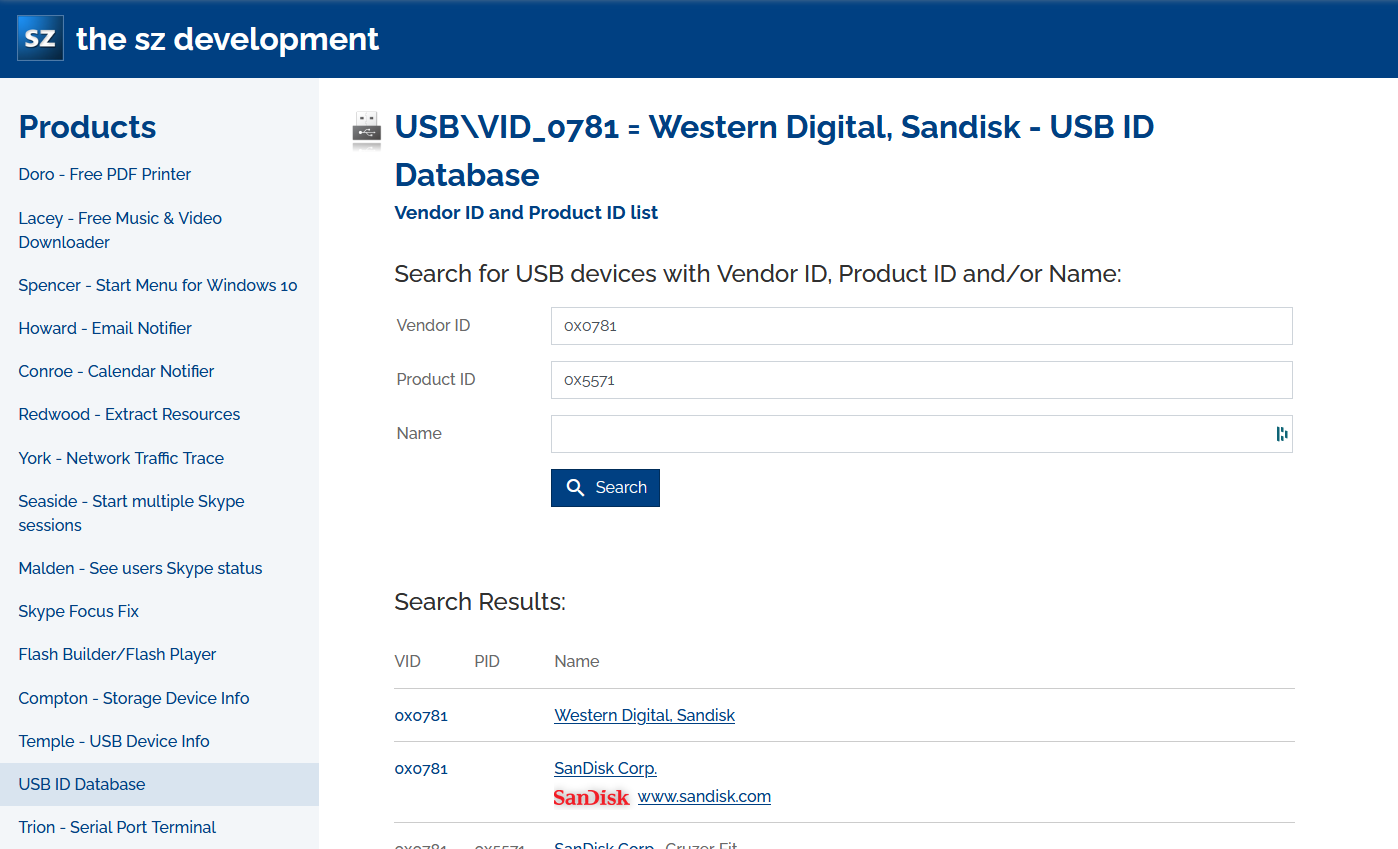 SZ the sz development
Products
Doro - Free PDF Printer
Lacey - Free Music & Video
Downloader
Spencer - Start Menu for Windows 10
Howard - Email Notifier
Conroe - Calendar Notifier
Redwood - Extract Resources
York - Network Traffic Trace
Seaside - Start multiple Skype
sessions
Malden - See users Skype status
Skype Focus Fix
Flash Builder/Flash Player
Compton - Storage Device Info
Temple - USB Device Info
USB ID Database
Trion - Serial Port Terminal
USB\VID_0781 = Western Digital, Sandisk - USB ID
Database
Vendor ID and Product ID list
Search for USB devices with Vendor ID, Product ID and/or Name:
Vendor ID 0x0781
Product ID 0x5571
Name
Search
Search Results:
VID PID Name
0x0781 Western Digital, Sandisk
0x0781 SanDisk Corp.
SanDisk www.sandisk.com
0x0781 0x5571 SanDisk Corp. Cruzer Fit